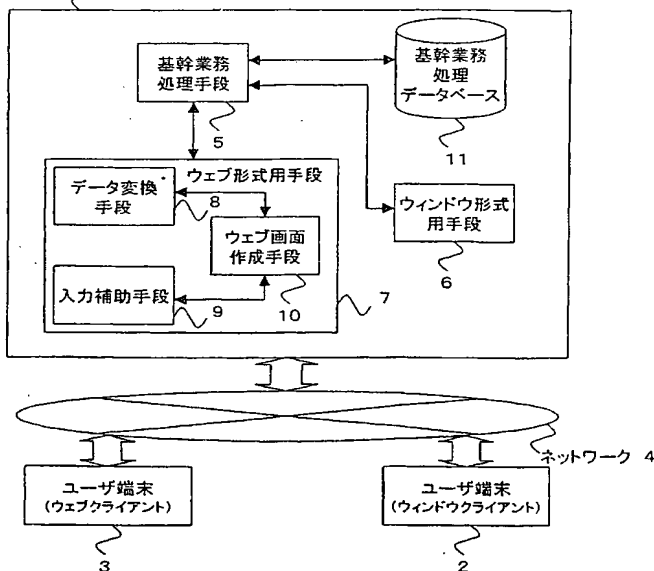 基幹業務
処理手段
5
基幹業務
処理
データベース
11
ウェブ形式用手段
データ変換
手段
8
ウェブ画面
作成手段
10
入力補助手段
9
7
ウィンドウ形式
用手段
6
ネットワーク 4
ユーザ端末
(ウェブクライアント)
3
ユーザ端末
(ウィンドウクライアント)
2